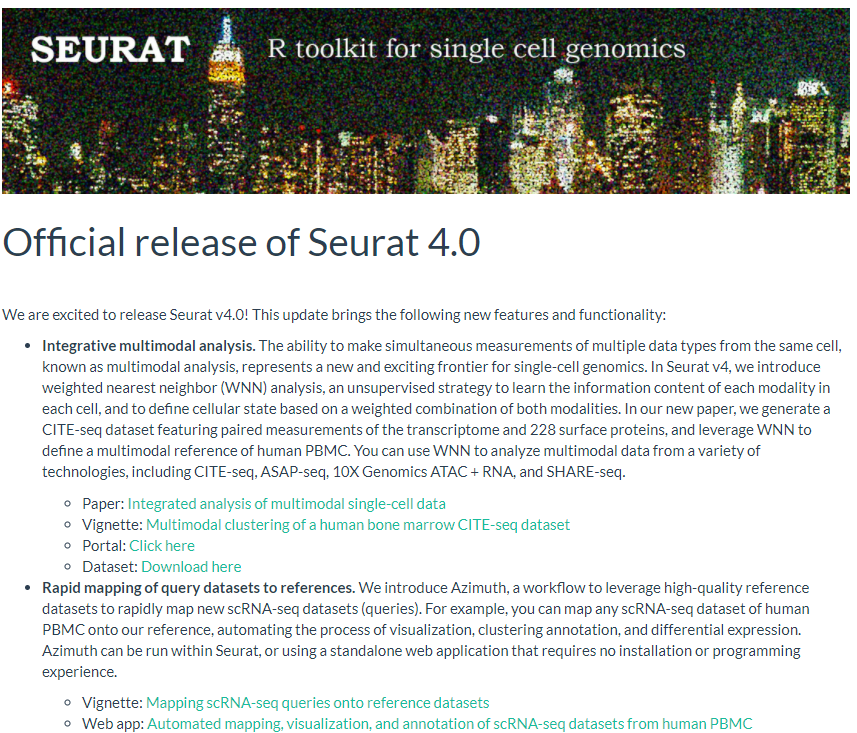 SEURAT R toolkit for single cell genomics
Official release of Seurat 4.0
We are excited to release Seurat v4.0! This update brings the following new features and functionality:
• Integrative multimodal analysis. The ability to make simultaneous measurements of multiple data types from the same cell,
known as multimodal analysis, represents a new and exciting frontier for single-cell genomics. In Seurat v4, we introduce
weighted nearest neighbor (WNN) analysis, an unsupervised strategy to learn the information content of each modality in
each cell, and to define cellular state based on a weighted combination of both modalities. In our new paper, we generate a
CITE-seq dataset featuring paired measurements of the transcriptome and 228 surface proteins, and leverage WNN to
define a multimodal reference of human PBMC. You can use WNN to analyze multimodal data from a variety of
technologies, including CITE-seq, ASAP-seq, 10X Genomics ATAC + RNA, and SHARE-seq.
◦ Paper: Integrated analysis of multimodal single-cell data
◦ Vignette: Multimodal clustering of a human bone marrow CITE-seq dataset
◦ Portal: Click here
◦ Dataset: Download here
• Rapid mapping of query datasets to references. We introduce Azimuth, a workflow to leverage high-quality reference
datasets to rapidly map new scRNA-seq datasets (queries). For example, you can map any scRNA-seq dataset of human
PBMC onto our reference, automating the process of visualization, clustering annotation, and differential expression.
Azimuth can be run within Seurat, or using a standalone web application that requires no installation or programming
experience.
◦ Vignette: Mapping scRNA-seq queries onto reference datasets
◦ Web app: Automated mapping, visualization, and annotation of scRNA-seq datasets from human PBMC